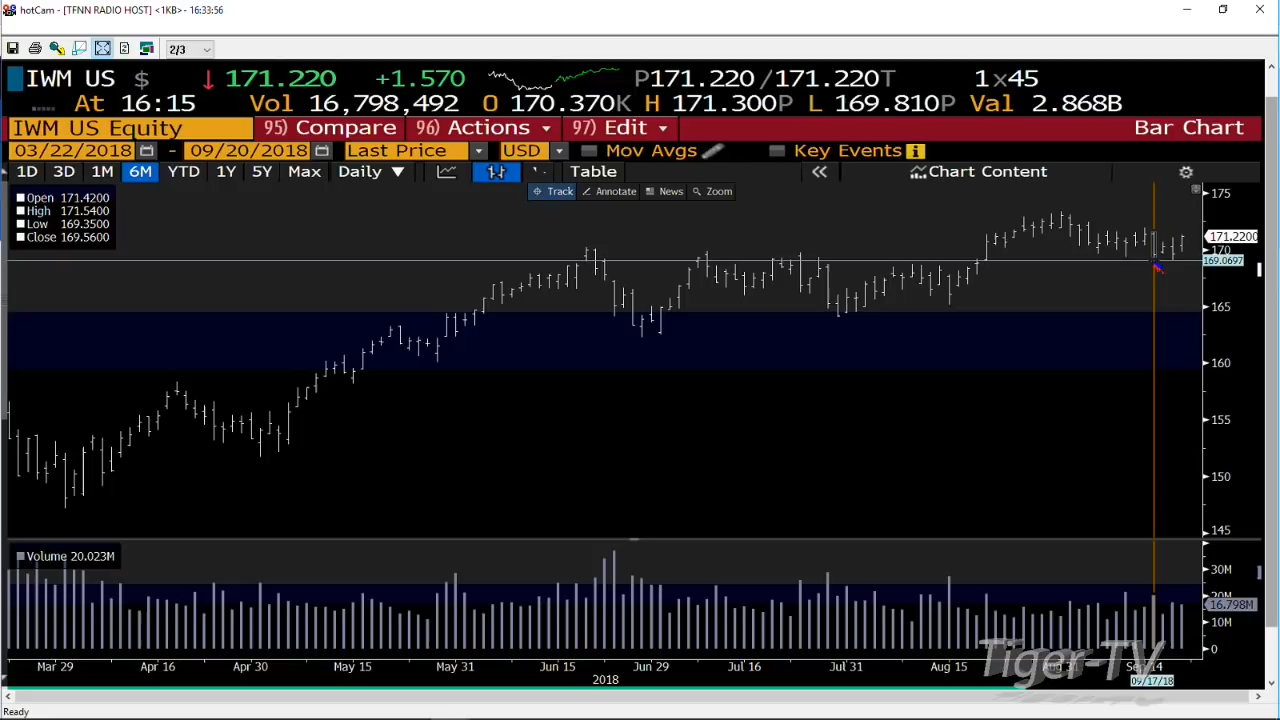 hotCam - [TFNN RADIO HOST] <1KB> - 16:33:56
2/3
IWM US $ ↓ 171.220 +1.570 P171.220 /171.220T 1x45
At 16:15 Vol 16,798,492 O 170.370K H 171.300P L 169.810P Val 2.868B
IWM US Equity 95) Compare 96) Actions 97) Edit Bar Chart
03/22/2018 - 09/20/2018 Last Price USD Mov Avgs Key Events
1D 3D 1M 6M YTD 1Y 5Y Max Daily ▼ Table « Chart Content
Track Annotate News Zoom
Open 171.4200
High 171.5400
Low 169.3500
Close 169.5600
175
171.2200
170
169.0697
165
160
155
150
145
Volume 20.023M
30M
20M
16.798M
10M
0
Mar 29 Apr 16 Apr 30 May 15 May 31 Jun 15 Jun 29 Jul 16 Jul 31 Aug 15 Aug 31 Sep 14
2018
09/17/18
Tiger-TV
Ready